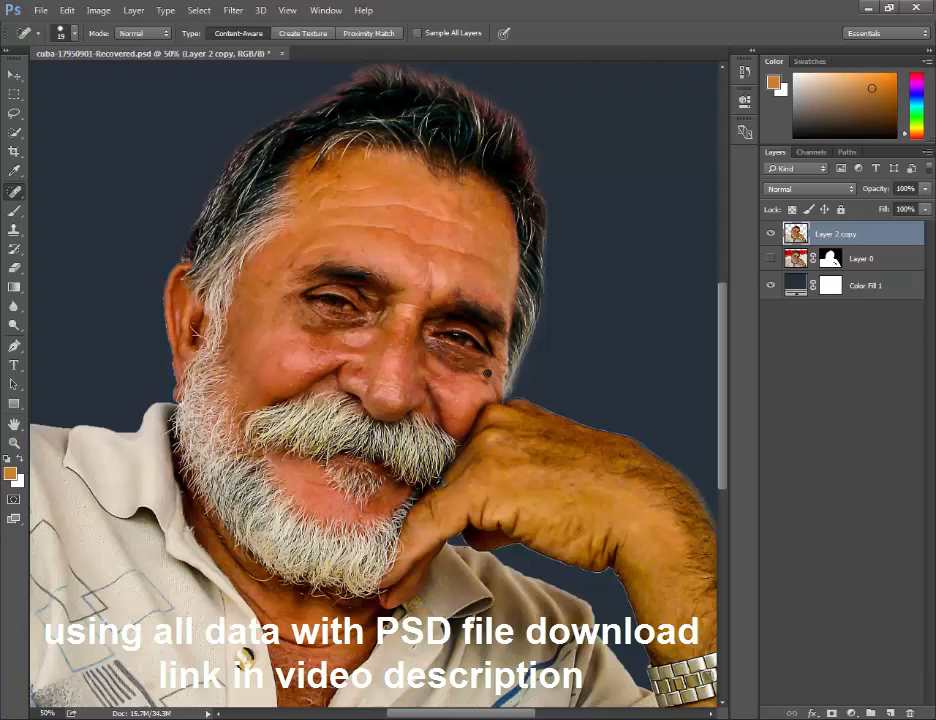 Ps File Edit Image Layer Type Select Filter 3D View Window Help
19 Mode: Normal Type: Content-Aware Create Texture Proximity Match Sample All Layers Essentials
cuba-17950901-Recovered.psd @ 50% (Layer 2 copy, RGB/8) * ×
Color Swatches
Layers Channels Paths
Kind
Normal Opacity: 100%
Lock: Fill: 100%
Layer 2 copy
Layer 0
Color Fill 1
using all data with PSD file download
link in video description
50% Doc: 15.7M/34.3M